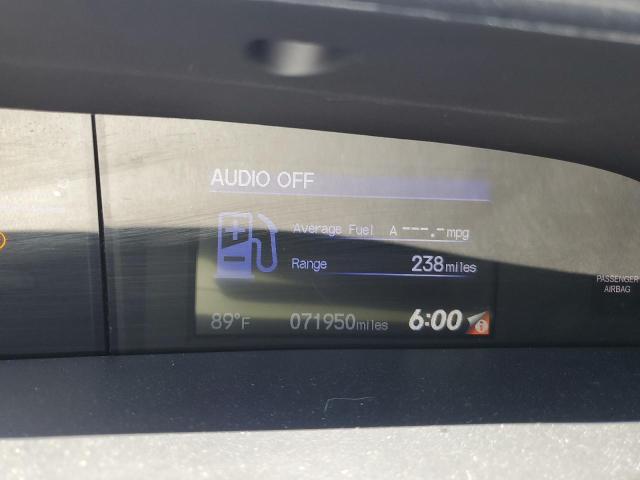 AUDIO OFF
Average Fuel A ---.- mpg
Range 238 miles
89°F 071950 miles 6:00 i
PASSENGER
AIRBAG